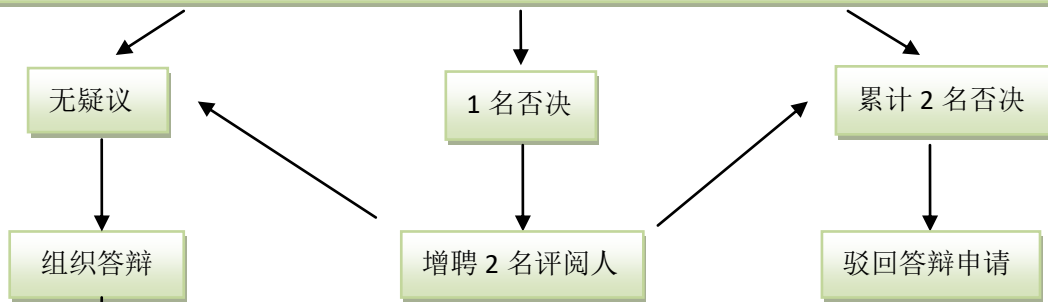 无疑议
1 名否决
累计 2 名否决
组织答辩
增聘 2 名评阅人
驳回答辩申请